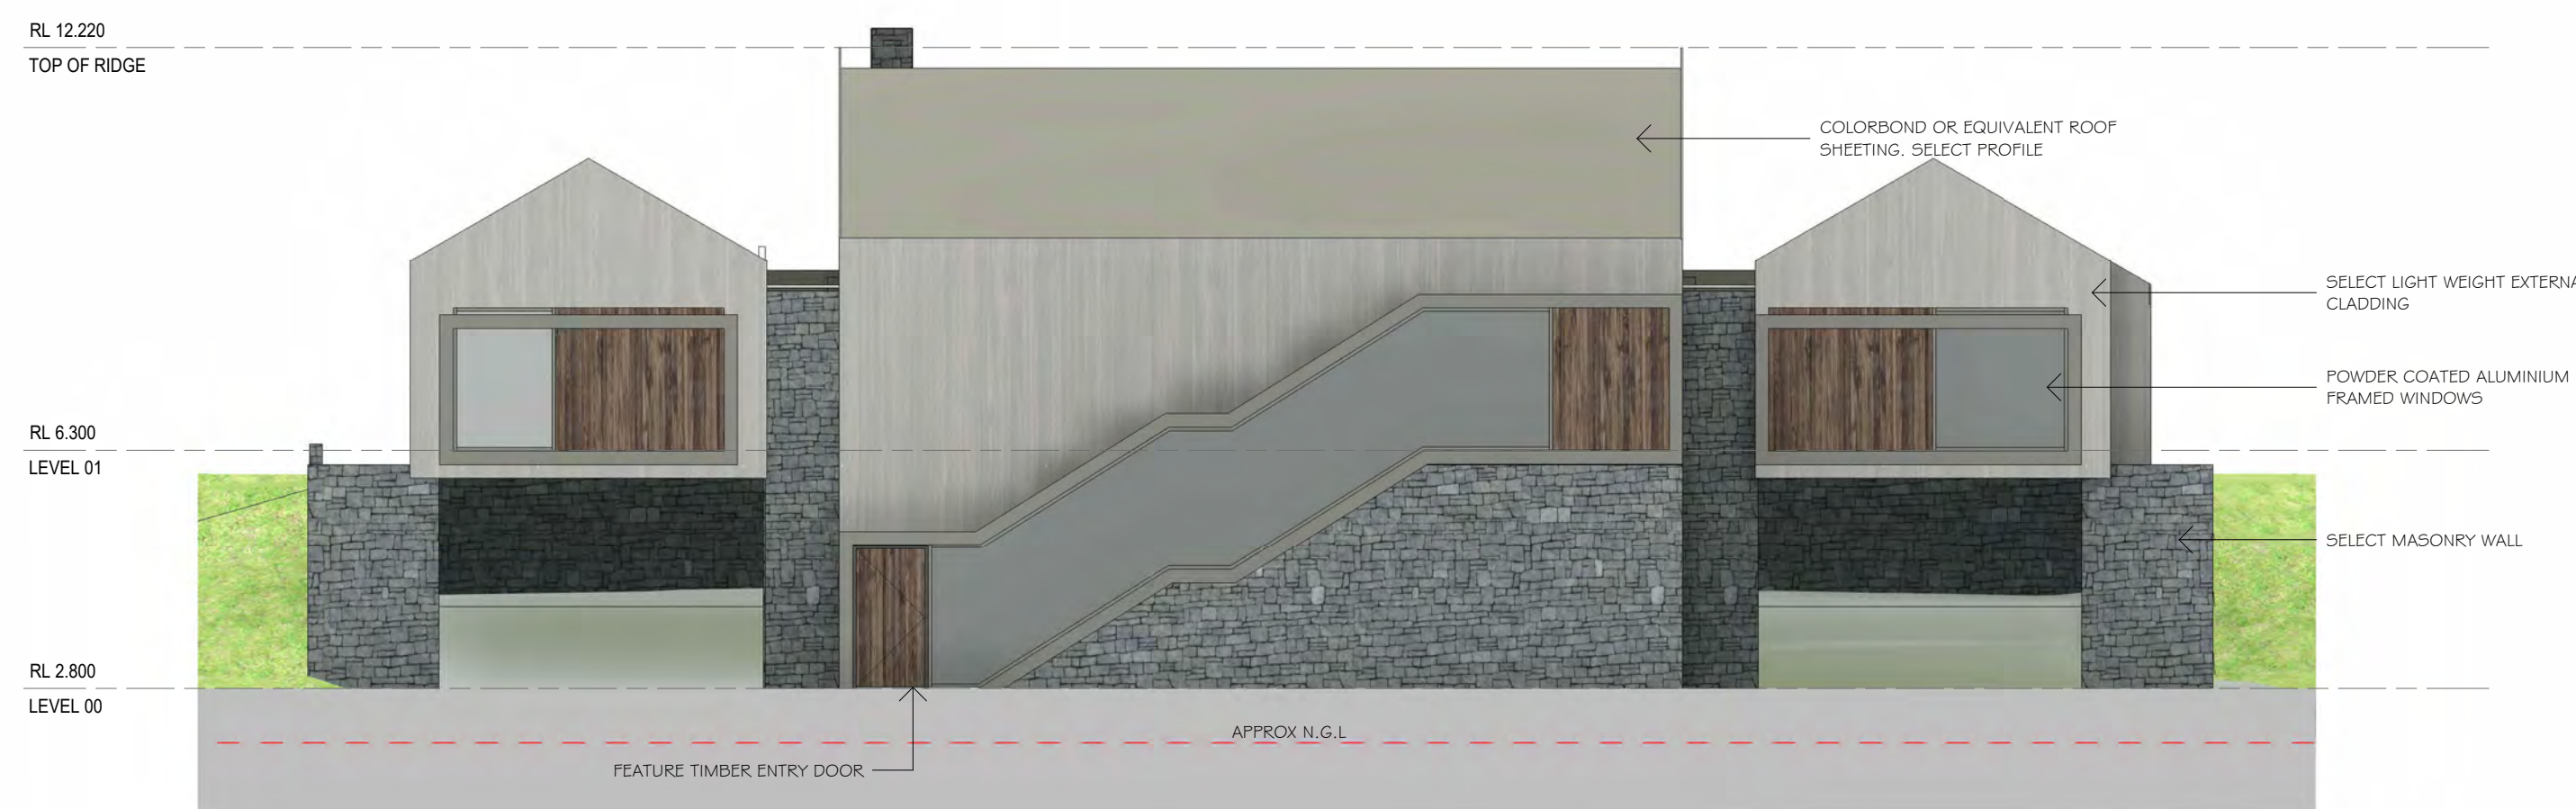 RL 12.220
TOP OF RIDGE
COLORBOND OR EQUIVALENT ROOF
SHEETING. SELECT PROFILE
SELECT LIGHT WEIGHT EXTERNA
CLADDING
POWDER COATED ALUMINIUM
FRAMED WINDOWS
RL 6.300
LEVEL 01
SELECT MASONRY WALL
RL 2.800
LEVEL 00
APPROX N.G.L
FEATURE TIMBER ENTRY DOOR